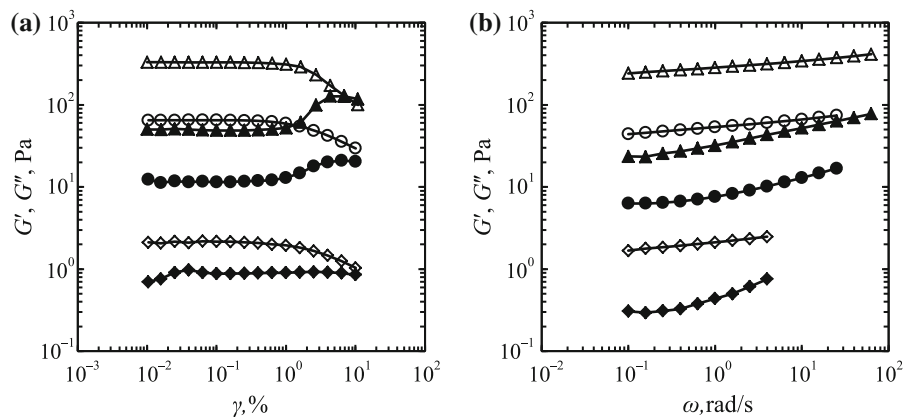 (a)
G′, G″, Pa
10³
10²
10¹
10⁰
10⁻¹
10⁻³ 10⁻² 10⁻¹ 10⁰ 10¹ 10²
γ,%
(b)
G′, G″, Pa
10³
10²
10¹
10⁰
10⁻¹
10⁻² 10⁻¹ 10⁰ 10¹ 10²
ω,rad/s